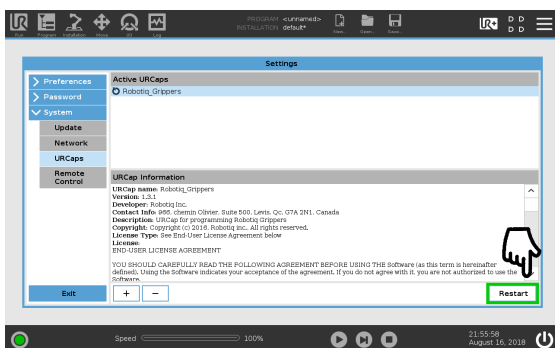 PROGRAM <unnamed>
INSTALLATION default*
Run Program Installation Move I/O Log New... Open... Save...
UR+
D D
D D
Settings
Preferences
Password
System
Update
Network
URCaps
Remote
Control
Exit
Active URCaps
Robotiq_Grippers
URCap Information
URCap name: Robotiq_Grippers
Version: 1.3.1
Developer: Robotiq Inc.
Contact Info: 966, chemin Olivier, Suite 500, Levis, Qc, G7A 2N1, Canada
Description: URCap for programming Robotiq Grippers
Copyright: Copyright (c) 2016. Robotiq inc.. All rights reserved.
License Type: See End-User License Agreement below
License:
END-USER LICENSE AGREEMENT
YOU SHOULD CAREFULLY READ THE FOLLOWING AGREEMENT BEFORE USING THE Software (as this term is hereinafter
defined). Using the Software indicates your acceptance of the agreement. If you do not agree with it, you are not authorized to use the
Software.
+ −
Restart
Speed 100%
21:55:58
August 16, 2018